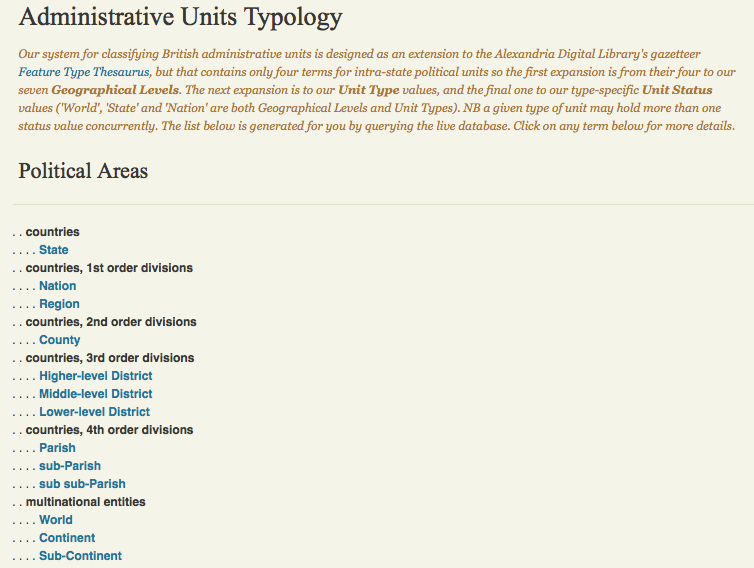 Administrative Units Typology
Our system for classifying British administrative units is designed as an extension to the Alexandria Digital Library's gazetteer
Feature Type Thesaurus, but that contains only four terms for intra-state political units so the first expansion is from their four to our
seven Geographical Levels. The next expansion is to our Unit Type values, and the final one to our type-specific Unit Status
values ('World', 'State' and 'Nation' are both Geographical Levels and Unit Types). NB a given type of unit may hold more than one
status value concurrently. The list below is generated for you by querying the live database. Click on any term below for more details.
Political Areas
. . countries
. . . . State
. . countries, 1st order divisions
. . . . Nation
. . . . Region
. . countries, 2nd order divisions
. . . . County
. . countries, 3rd order divisions
. . . . Higher-level District
. . . . Middle-level District
. . . . Lower-level District
. . countries, 4th order divisions
. . . . Parish
. . . . sub-Parish
. . . . sub sub-Parish
. . multinational entities
. . . . World
. . . . Continent
. . . . Sub-Continent